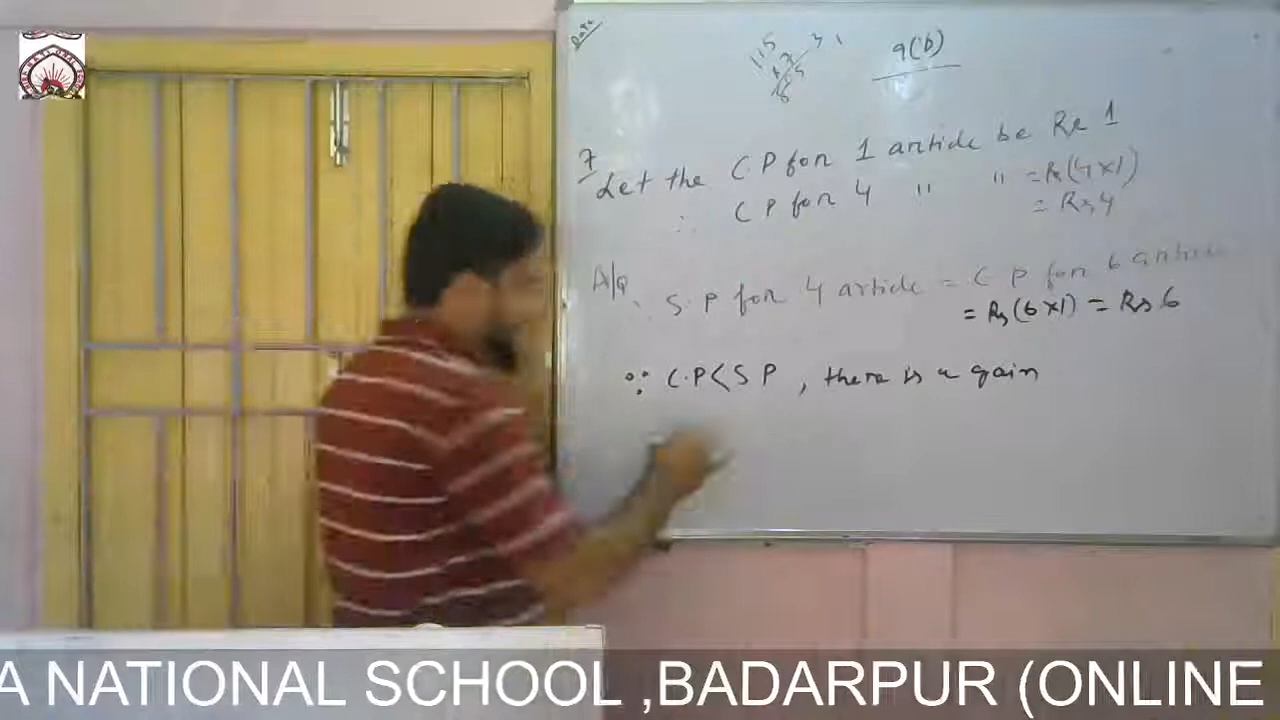 Date
9(b)
7 Let the C.P for 1 article be Re 1
∴ C P for 4 " " = Rs(4×1)
= Rs 4
A/Q, S.P for 4 article = C P for 6 article
= Rs(6×1) = Rs 6
∵ C.P<S P, there is a gain
A NATIONAL SCHOOL ,BADARPUR (ONLINE